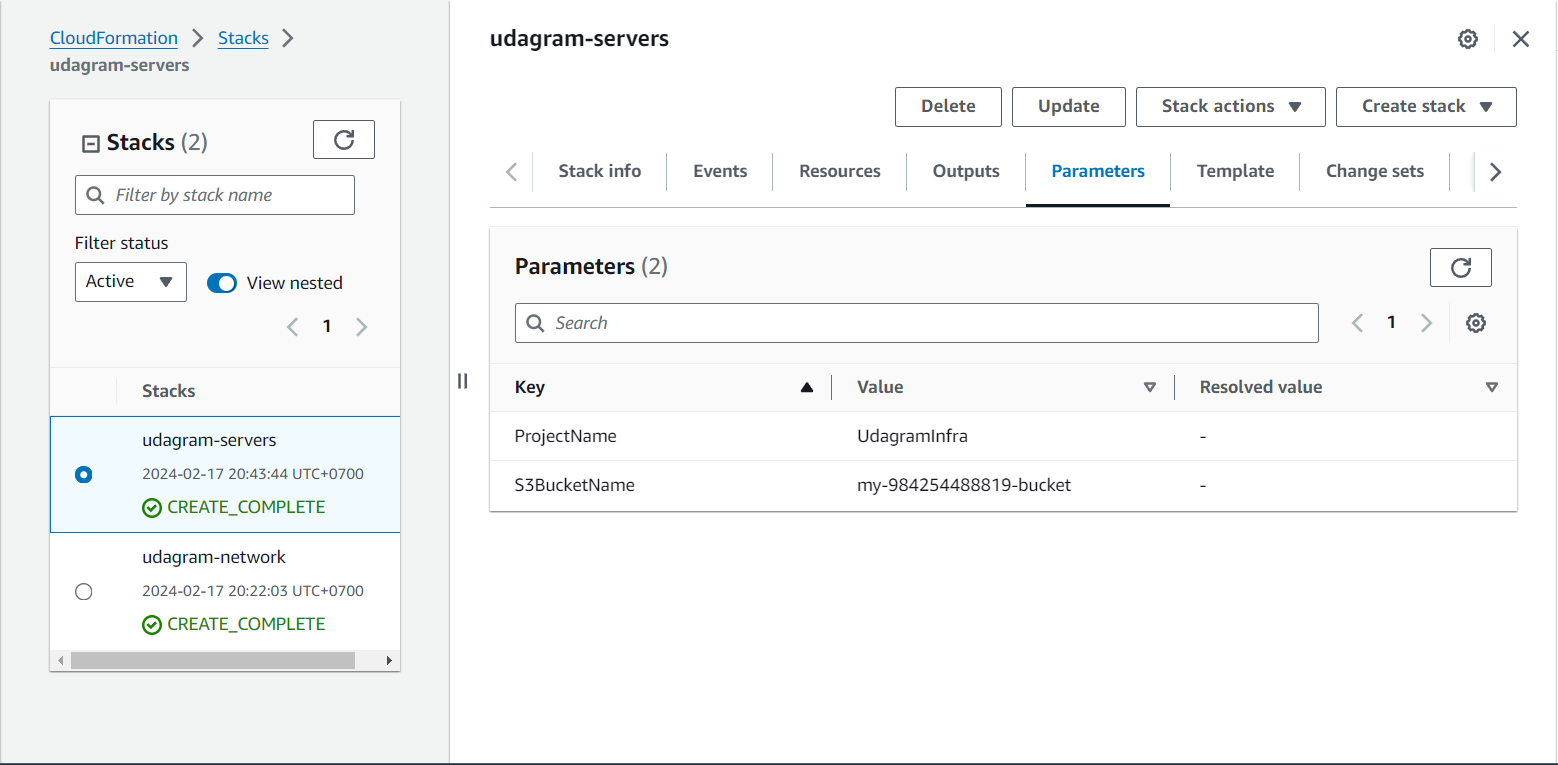 CloudFormation
Stacks
udagram-servers
Stacks (2)
Filter by stack name
Filter status
Active
View nested
1
Stacks
udagram-servers
2024-02-17 20:43:44 UTC+0700
CREATE_COMPLETE
udagram-network
2024-02-17 20:22:03 UTC+0700
CREATE_COMPLETE
udagram-servers
Delete Update Stack actions Create stack
Stack info Events Resources Outputs Parameters Template Change sets
Parameters (2)
Search
1
Key Value Resolved value
ProjectName UdagramInfra -
S3BucketName my-984254488819-bucket -